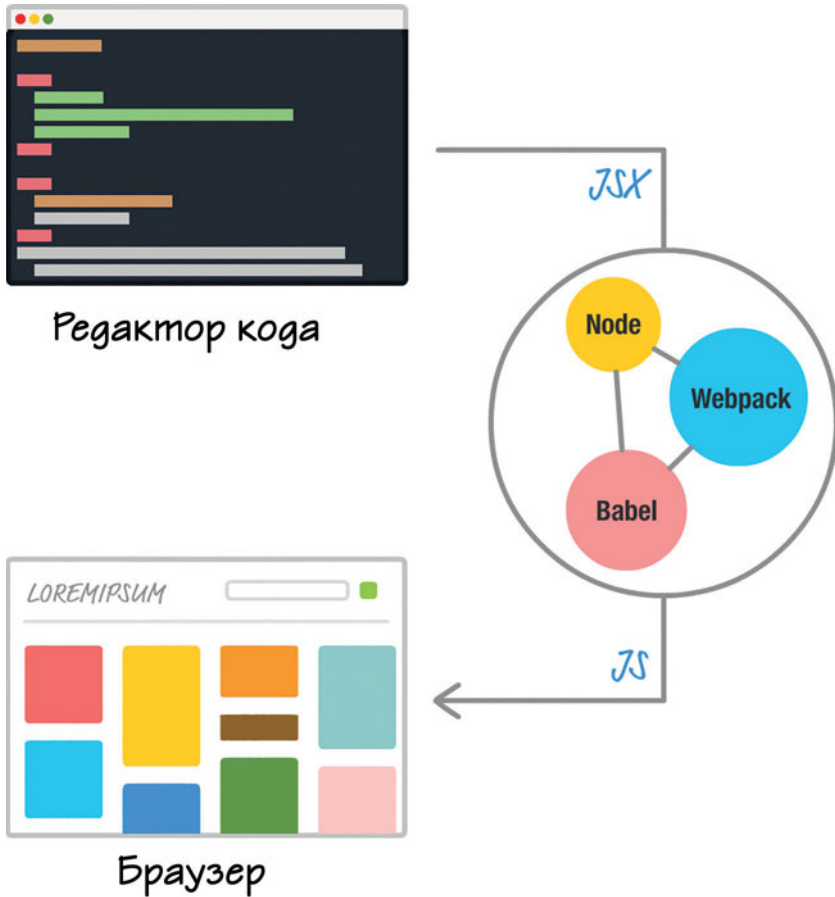 Редактор кода
JSX
Node
Webpack
Babel
JS
LOREMIPSUM
Браузер